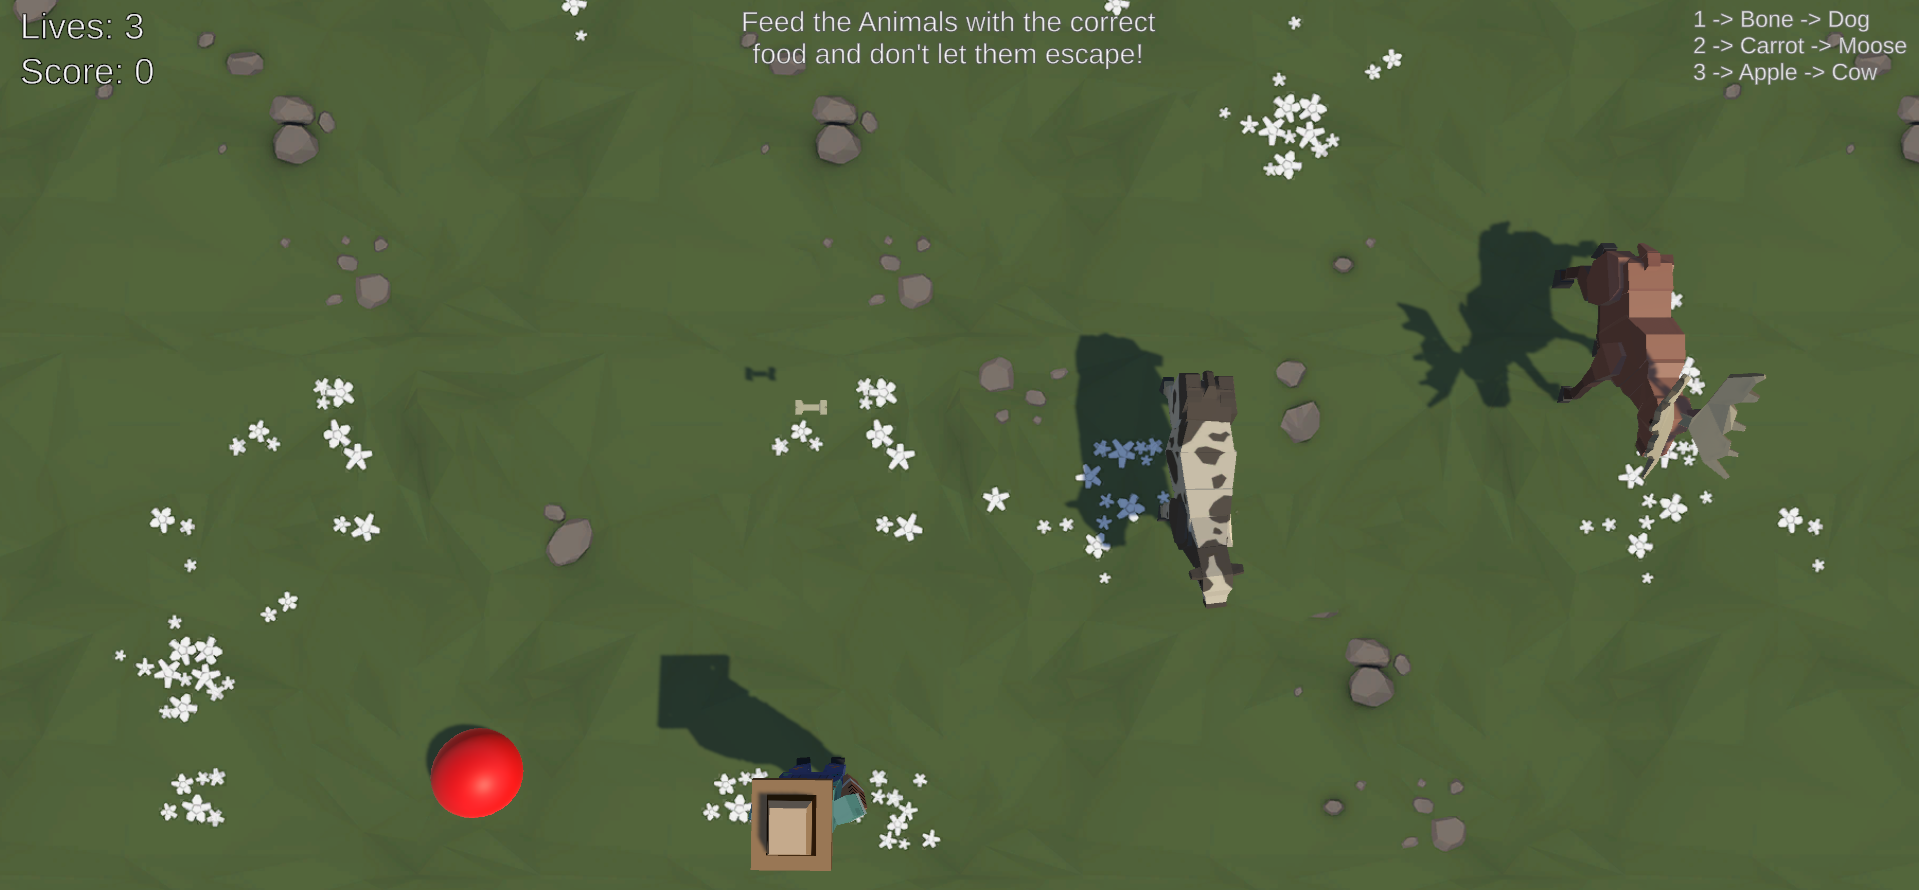 Lives: 3
Score: 0
Feed the Animals with the correct
food and don't let them escape!
1 -> Bone -> Dog
2 -> Carrot -> Moose
3 -> Apple -> Cow